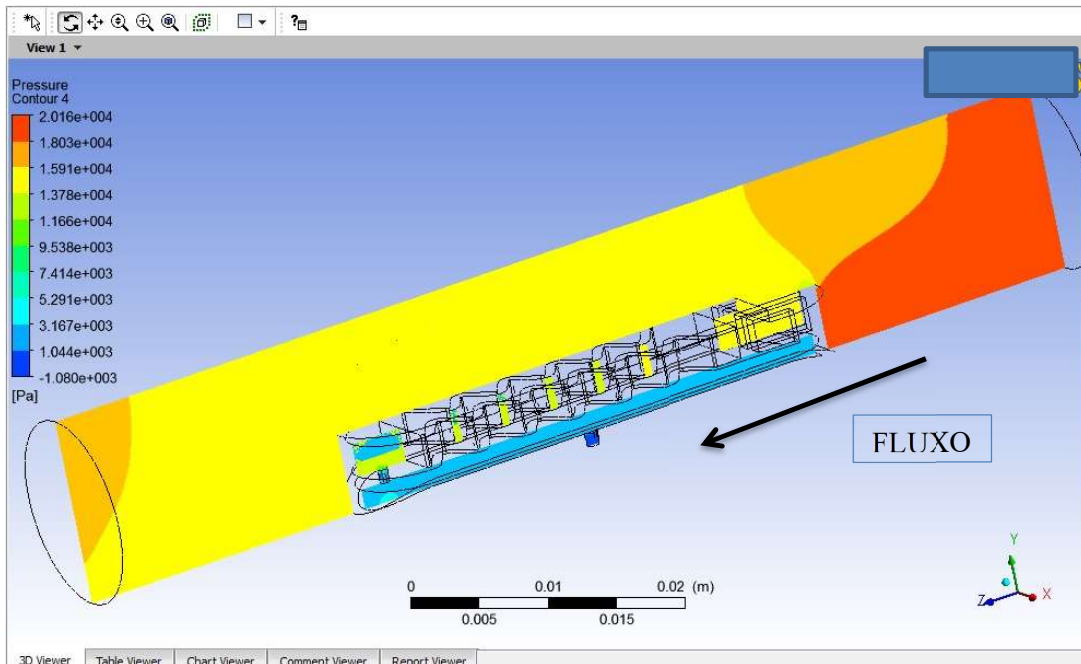 View 1
Pressure
Contour 4
2.016e+004
1.803e+004
1.591e+004
1.378e+004
1.166e+004
9.538e+003
7.414e+003
5.291e+003
3.167e+003
1.044e+003
-1.080e+003
[Pa]
FLUXO
0 0.01 0.02 (m)
0.005 0.015
Y
Z X
3D Viewer Table Viewer Chart Viewer Comment Viewer Report Viewer